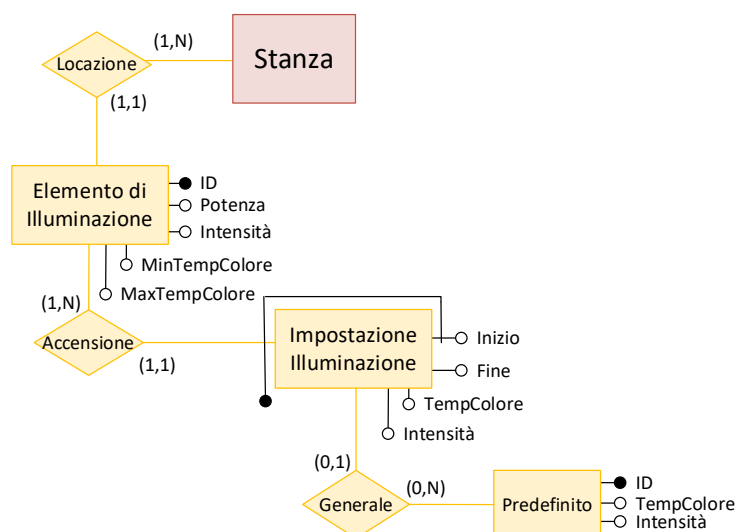 (1,N)
Stanza
Locazione
(1,1)
Elemento di
Illuminazione
ID
Potenza
Intensità
MinTempColore
MaxTempColore
(1,N)
Accensione
(1,1)
Impostazione
Illuminazione
Inizio
Fine
TempColore
Intensità
(0,1)
(0,N)
Generale
Predefinito
ID
TempColore
Intensità